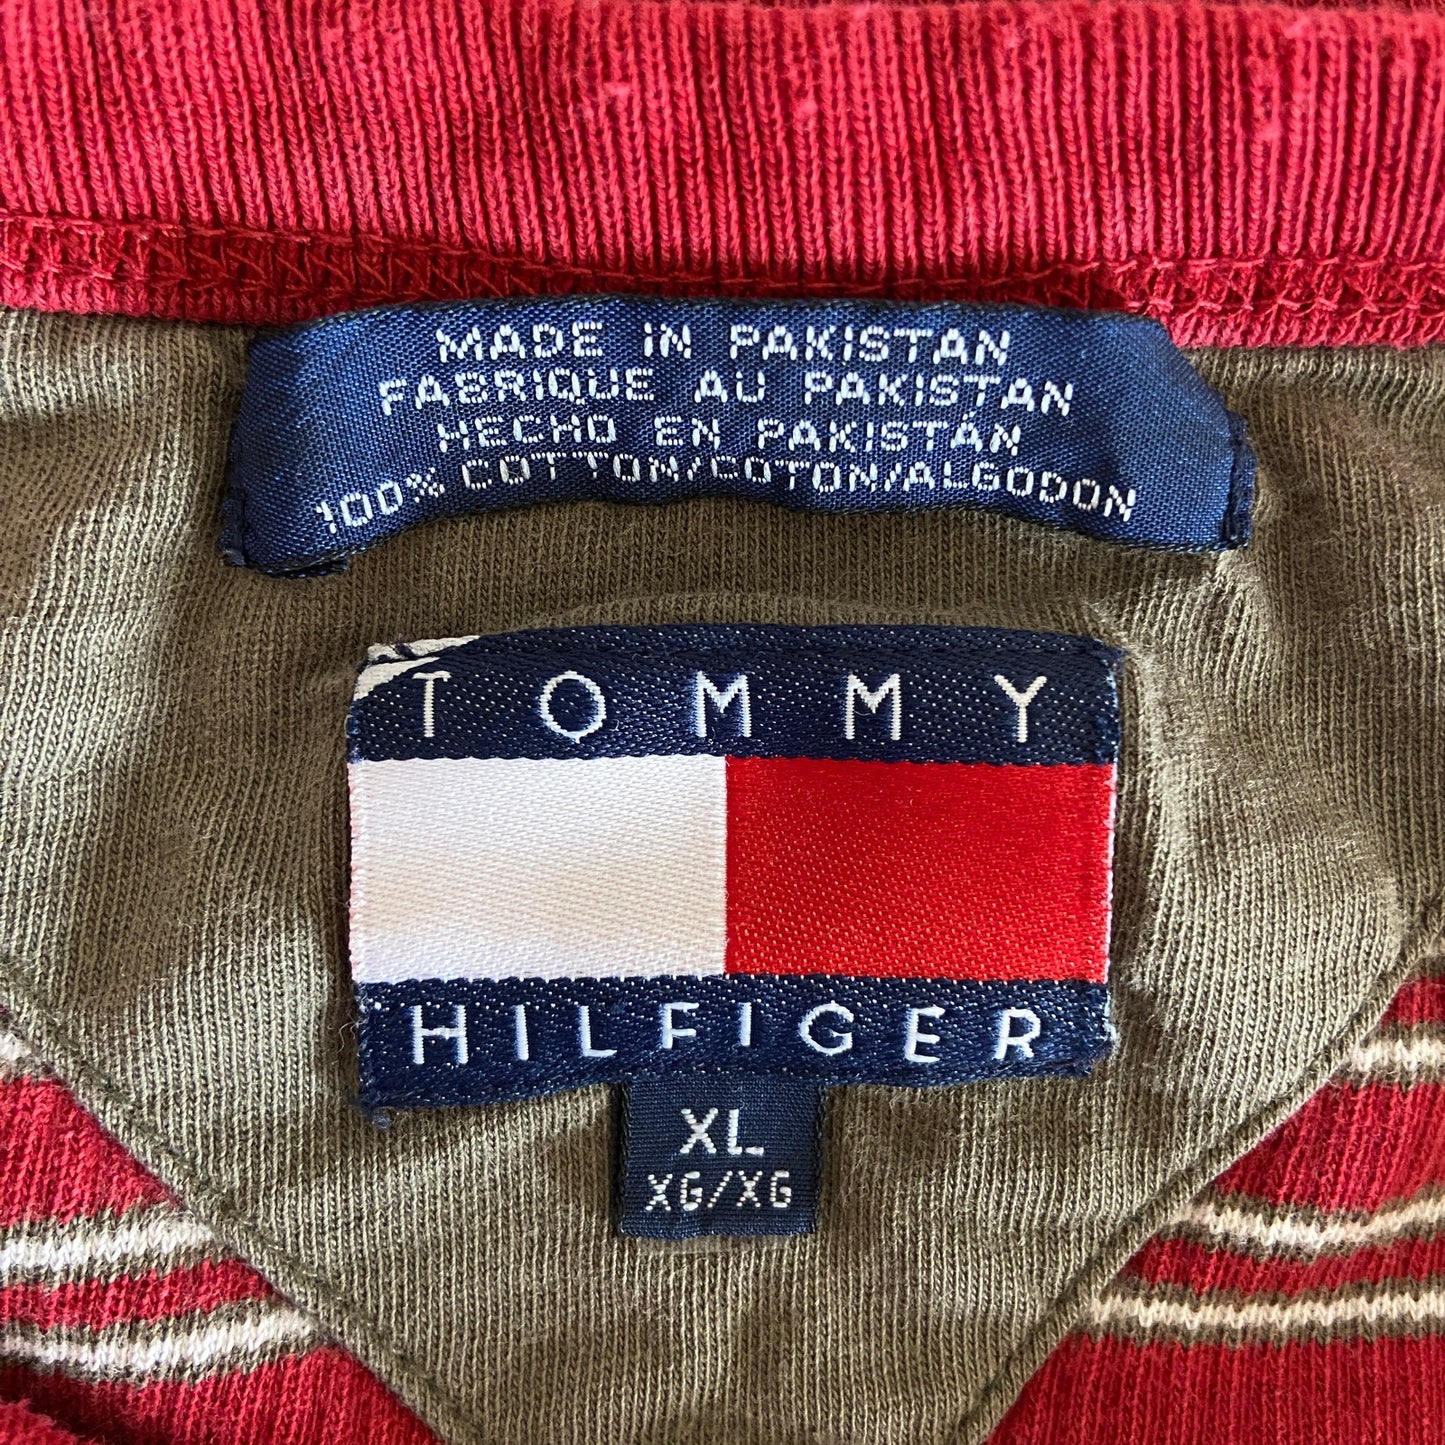 MADE IN PAKISTAN
FABRIQUE AU PAKISTAN
HECHO EN PAKISTÁN
100% COTTON/COTON/ALGODON
TOMMY
HILFIGER
XL
XG/XG